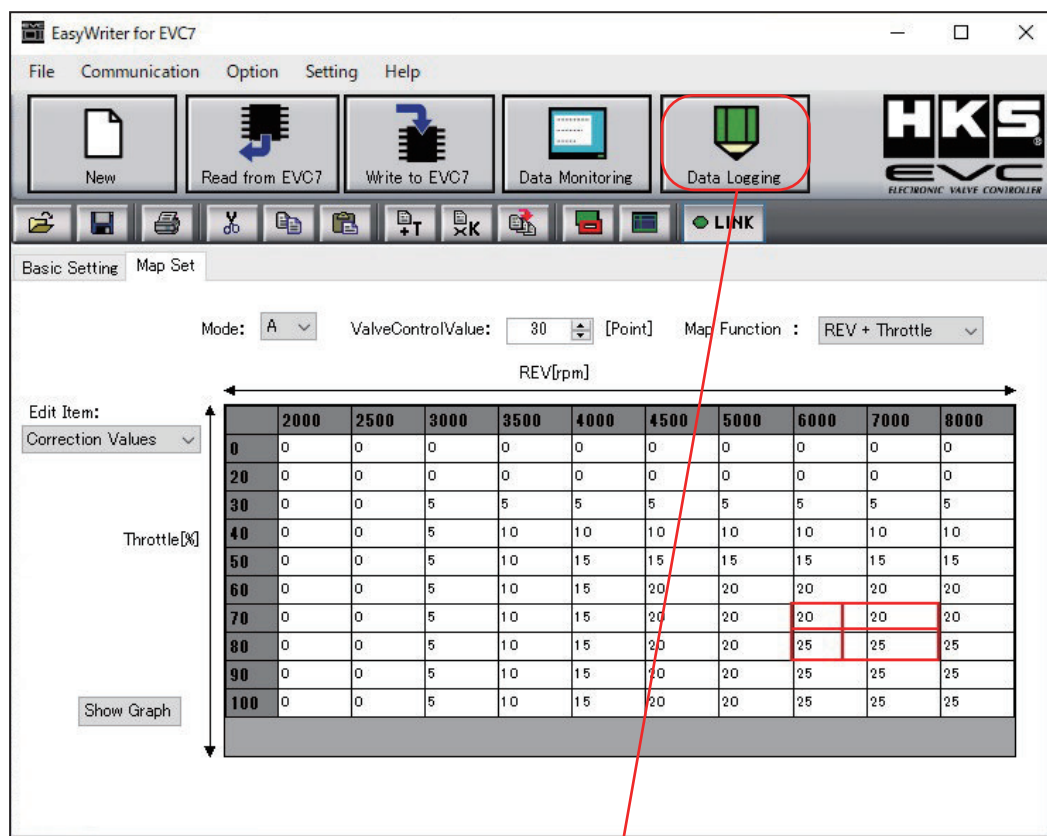 EasyWriter for EVC7
File Communication Option Setting Help
New Read from EVC7 Write to EVC7 Data Monitoring Data Logging
HKS
®
EVC
ELECTRONIC VALVE CONTROLLER
+T ×K LINK
Basic Setting Map Set
Mode: A ValveControlValue: 30 [Point] Map Function : REV + Throttle
REV[rpm]
Edit Item:
Correction Values
Throttle[%]
Show Graph
2000 2500 3000 3500 4000 4500 5000 6000 7000 8000
0 0 0 0 0 0 0 0 0 0 0
20 0 0 0 0 0 0 0 0 0 0
30 0 0 5 5 5 5 5 5 5 5
40 0 0 5 10 10 10 10 10 10 10
50 0 0 5 10 15 15 15 15 15 15
60 0 0 5 10 15 20 20 20 20 20
70 0 0 5 10 15 20 20 20 20 20
80 0 0 5 10 15 20 20 25 25 25
90 0 0 5 10 15 20 20 25 25 25
100 0 0 5 10 15 20 20 25 25 25